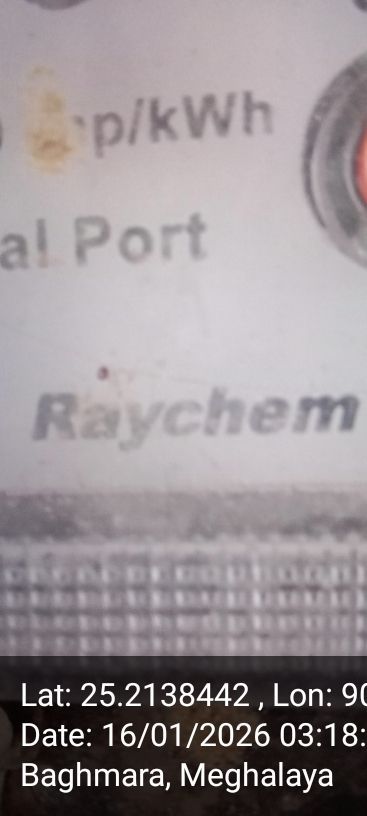 p/kWh
al Port
Raychem
Lat: 25.2138442 , Lon: 90
Date: 16/01/2026 03:18:
Baghmara, Meghalaya